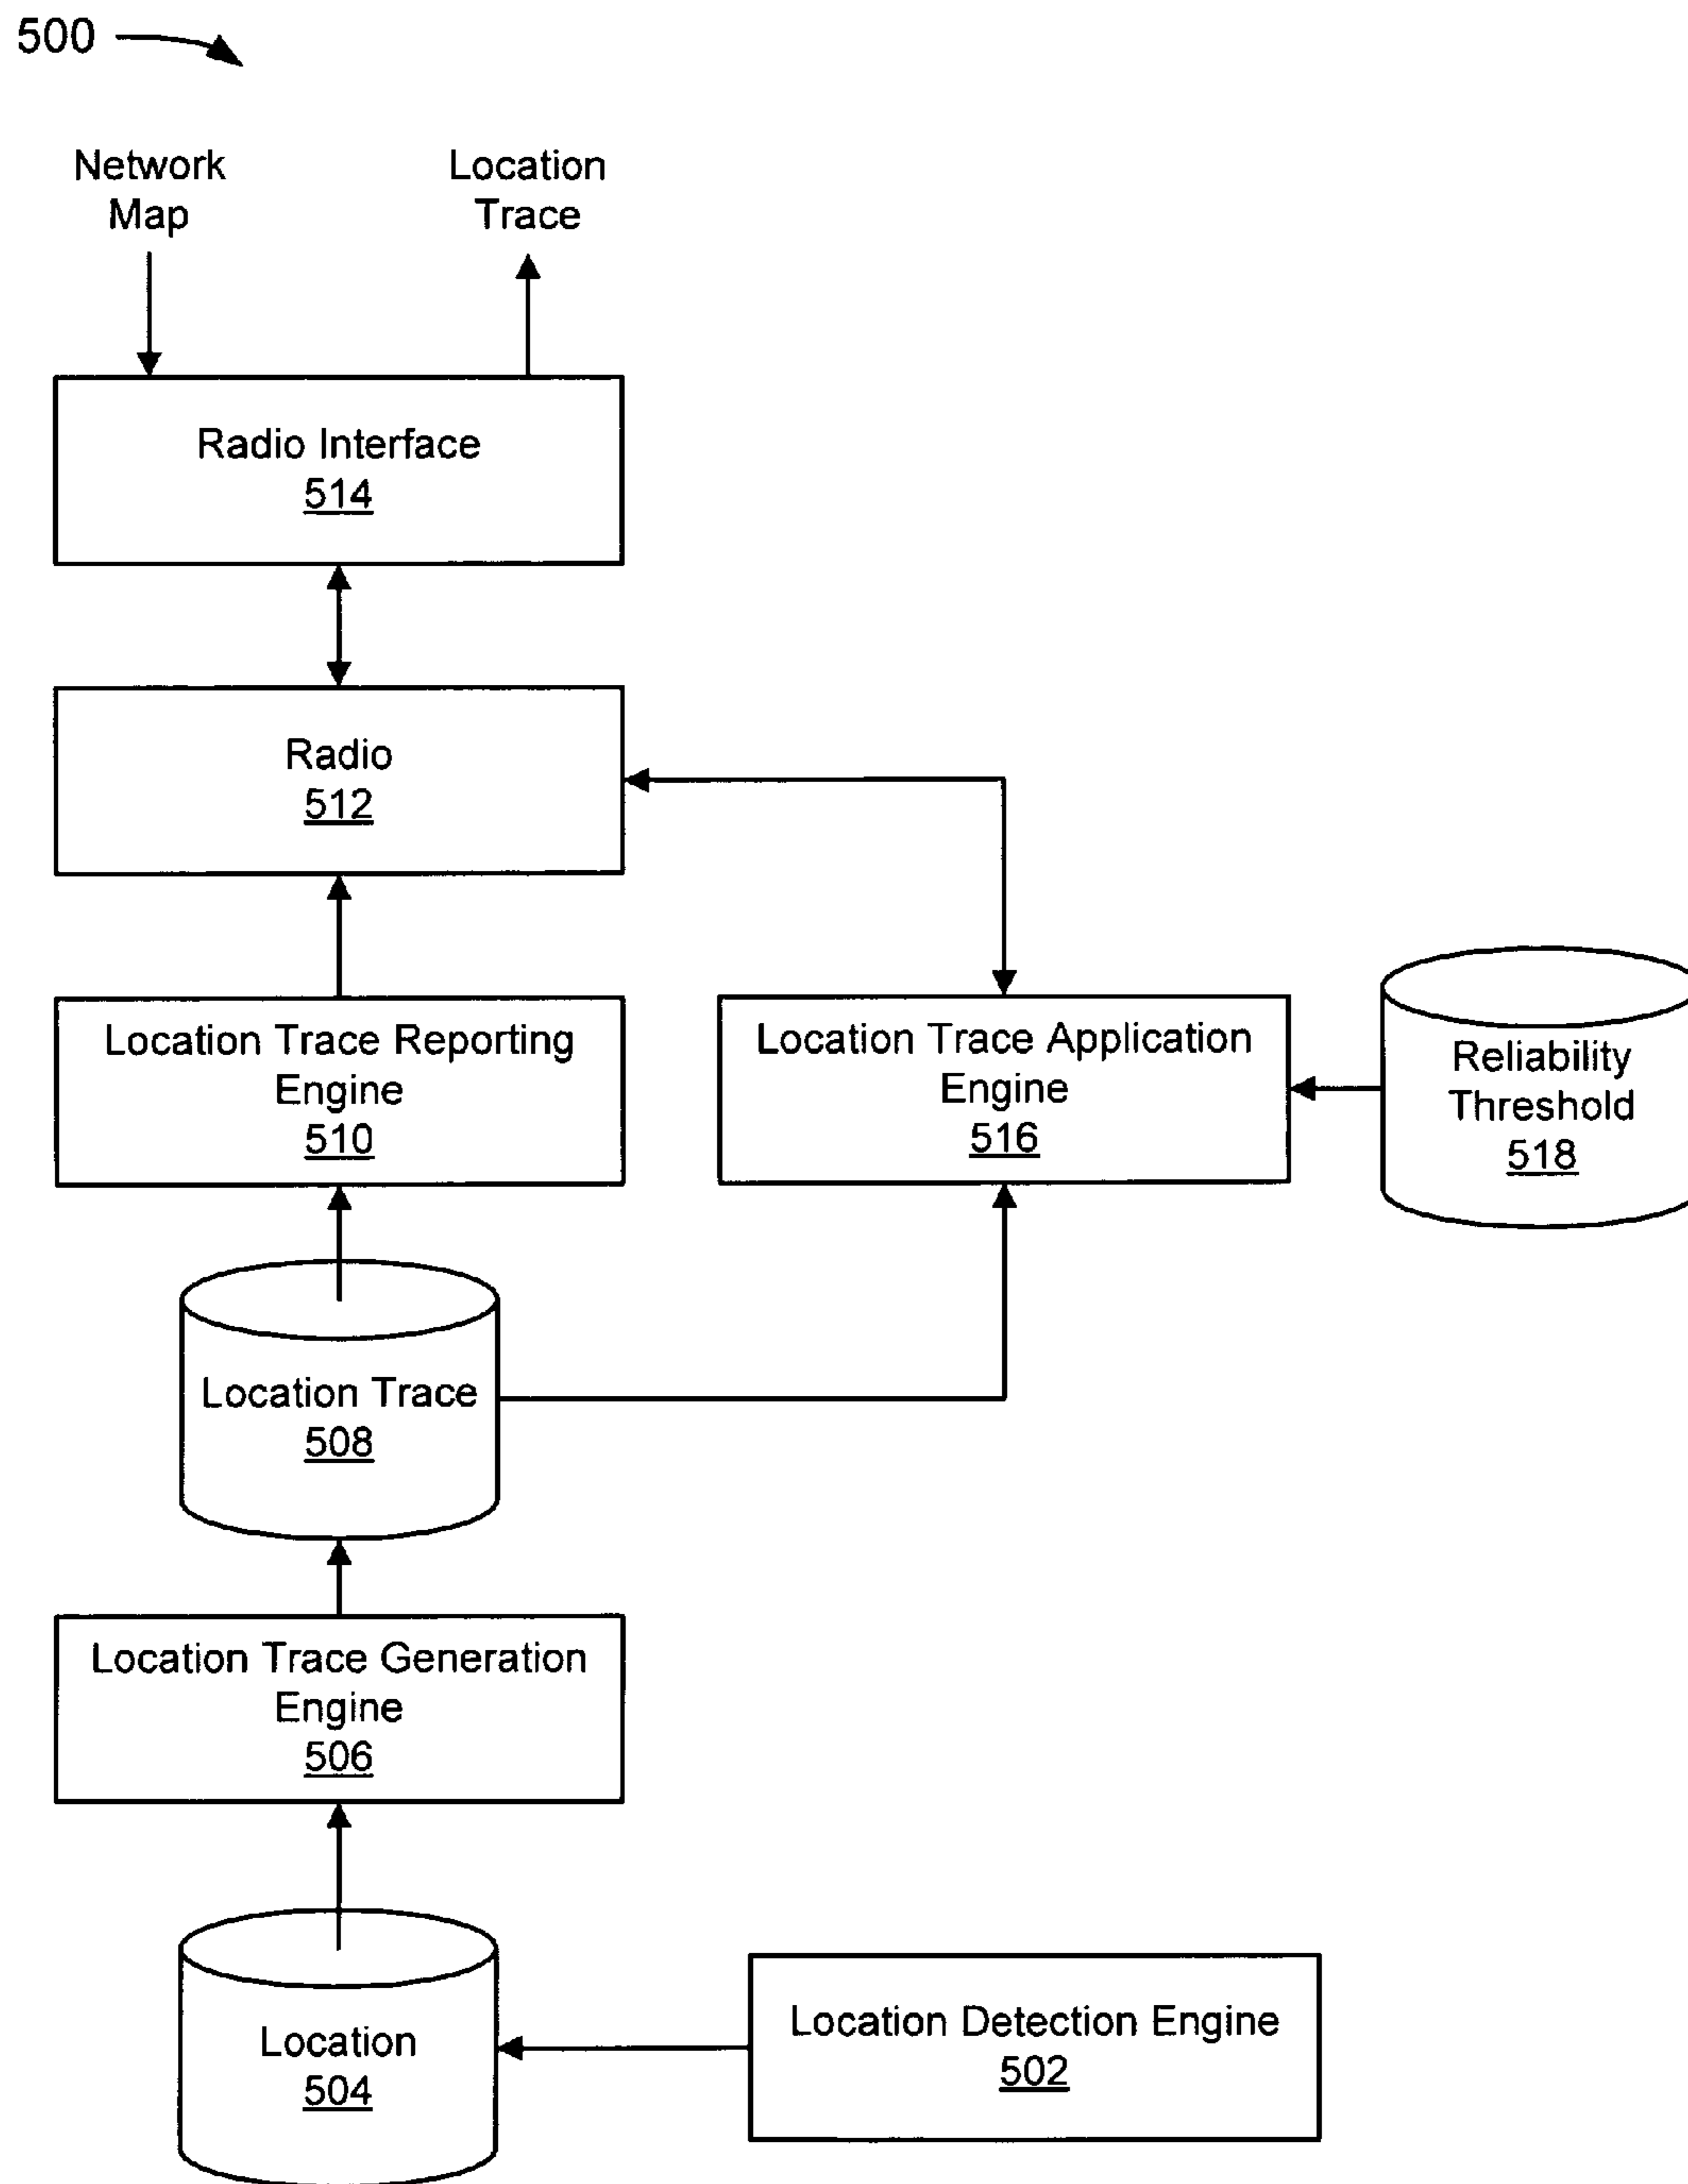 500
Network
Map
Location
Trace
Radio Interface
514
Radio
512
Location Trace Reporting
Engine
510
Location Trace Application
Engine
516
Reliability
Threshold
518
Location Trace
508
Location Trace Generation
Engine
506
Location
504
Location Detection Engine
502